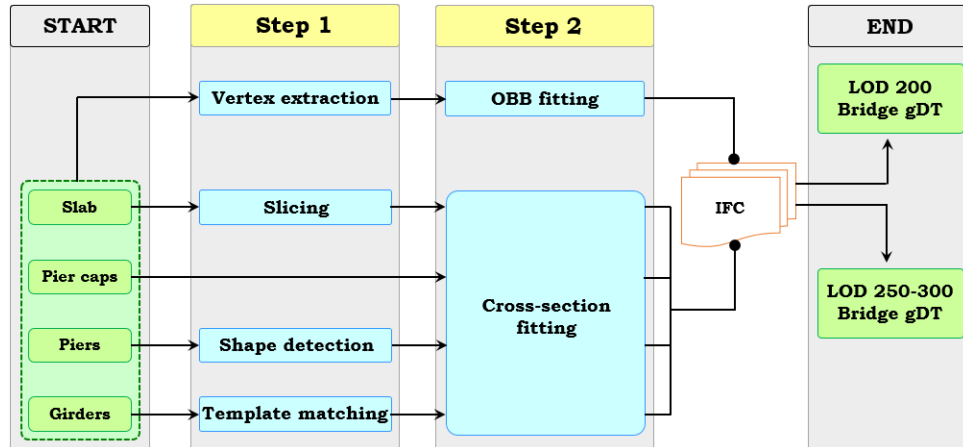 START
Step 1
Step 2
END
Vertex extraction
OBB fitting
LOD 200
Bridge gDT
Slab
Slicing
IFC
Pier caps
Cross-section
fitting
LOD 250-300
Bridge gDT
Piers
Shape detection
Girders
Template matching